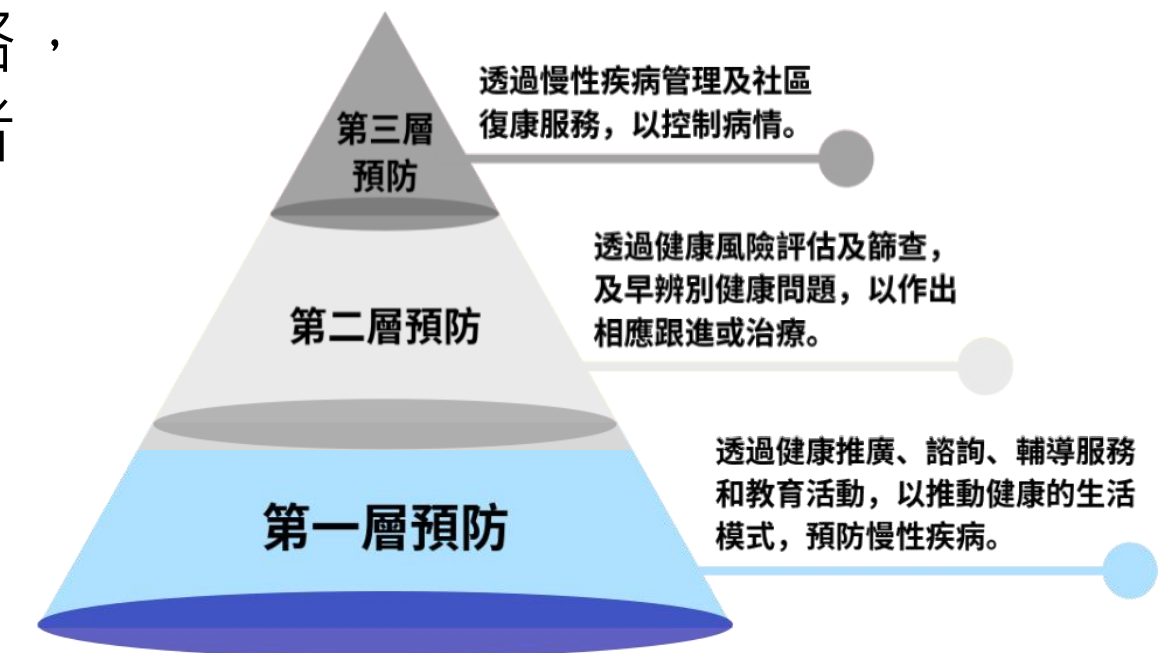 ，
者
透過慢性疾病管理及社區
復康服務，以控制病情。
第三層
預防
透過健康風險評估及篩查，
及早辨別健康問題，以作出
相應跟進或治療。
第二層預防
透過健康推廣、諮詢、輔導服務
和教育活動，以推動健康的生活
模式，預防慢性疾病。
第一層預防